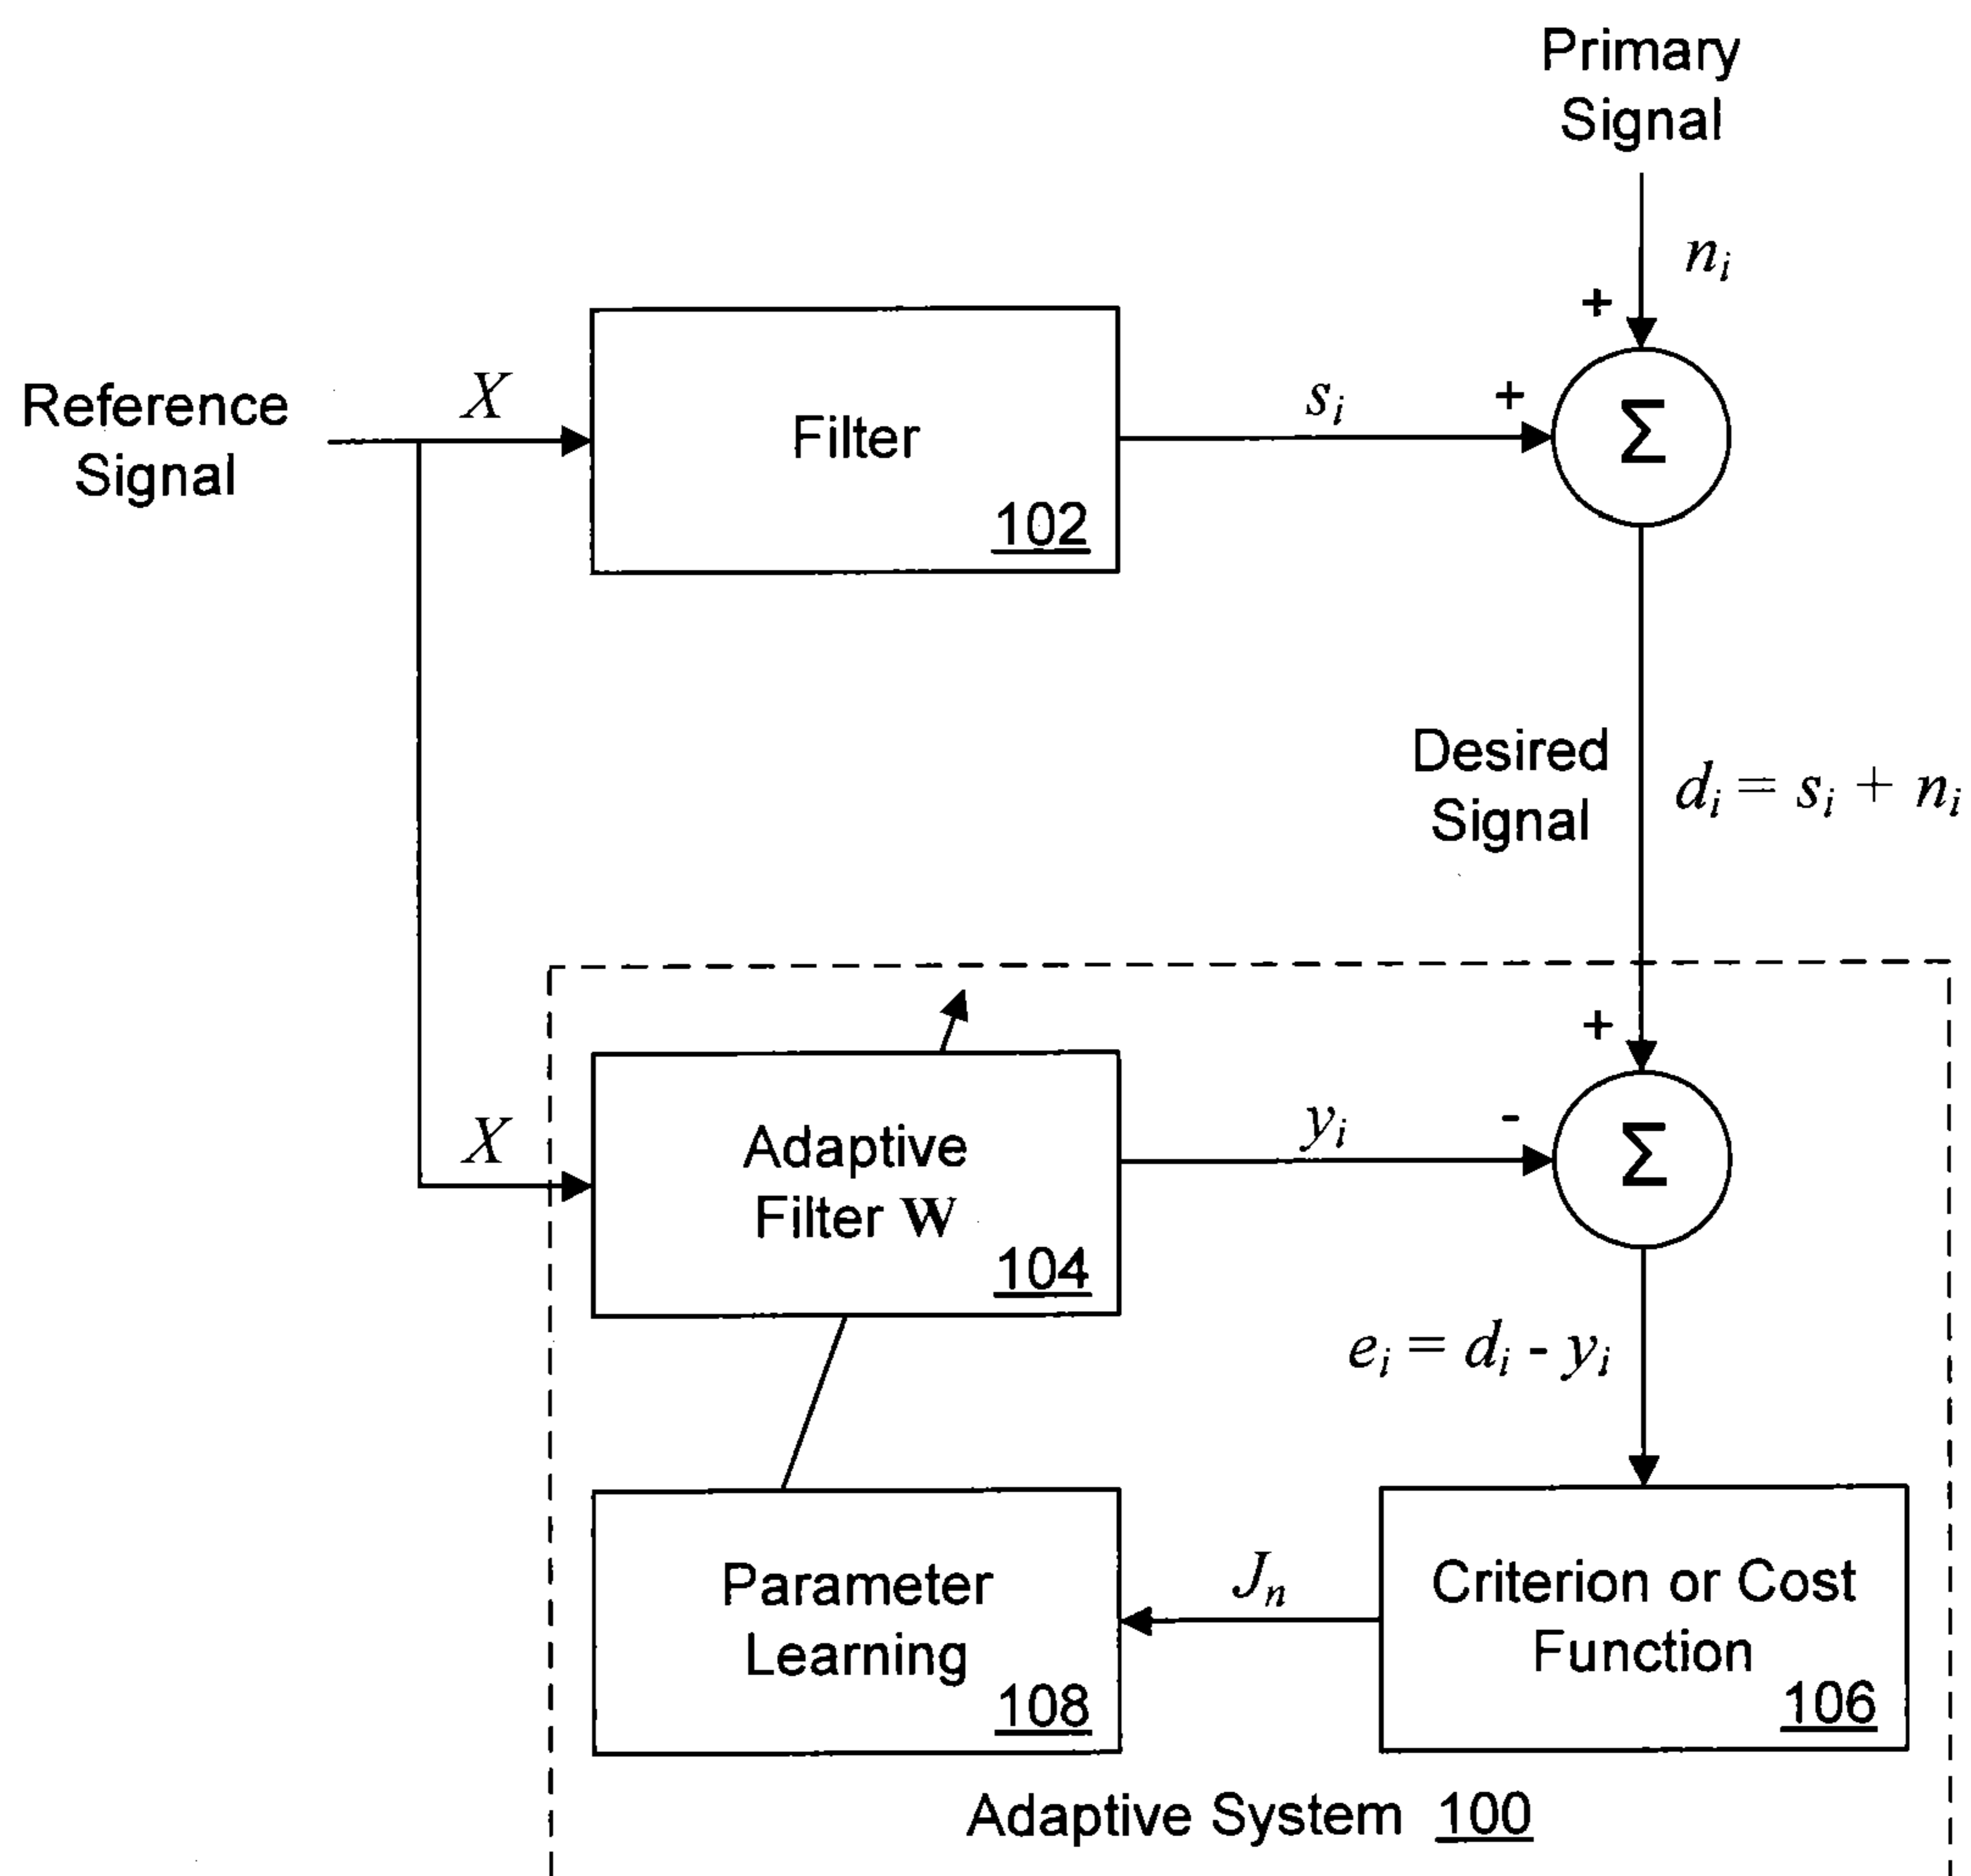 Primary
Signal
n_i
+
Reference
Signal
X
Filter
102
s_i
+
Σ
Desired
Signal
d_i = s_i + n_i
+
X
Adaptive
Filter W
104
y_i
-
Σ
e_i = d_i - y_i
Parameter
Learning
108
J_n
Criterion or Cost
Function
106
Adaptive System 100